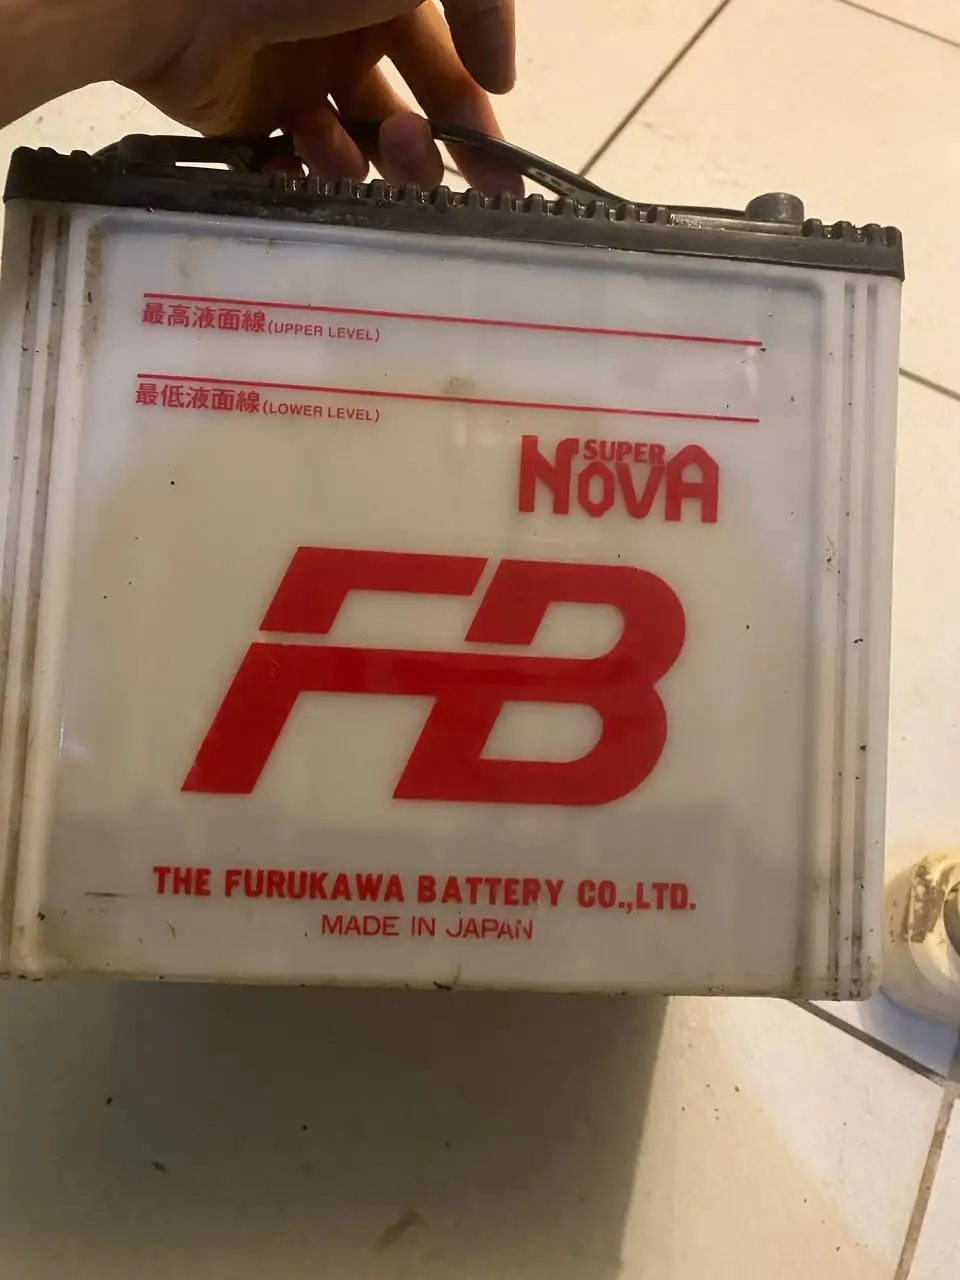 最高液面線(UPPER LEVEL)
最低液面線(LOWER LEVEL)
SUPER
NOVA
FB
THE FURUKAWA BATTERY CO.,LTD.
MADE IN JAPAN